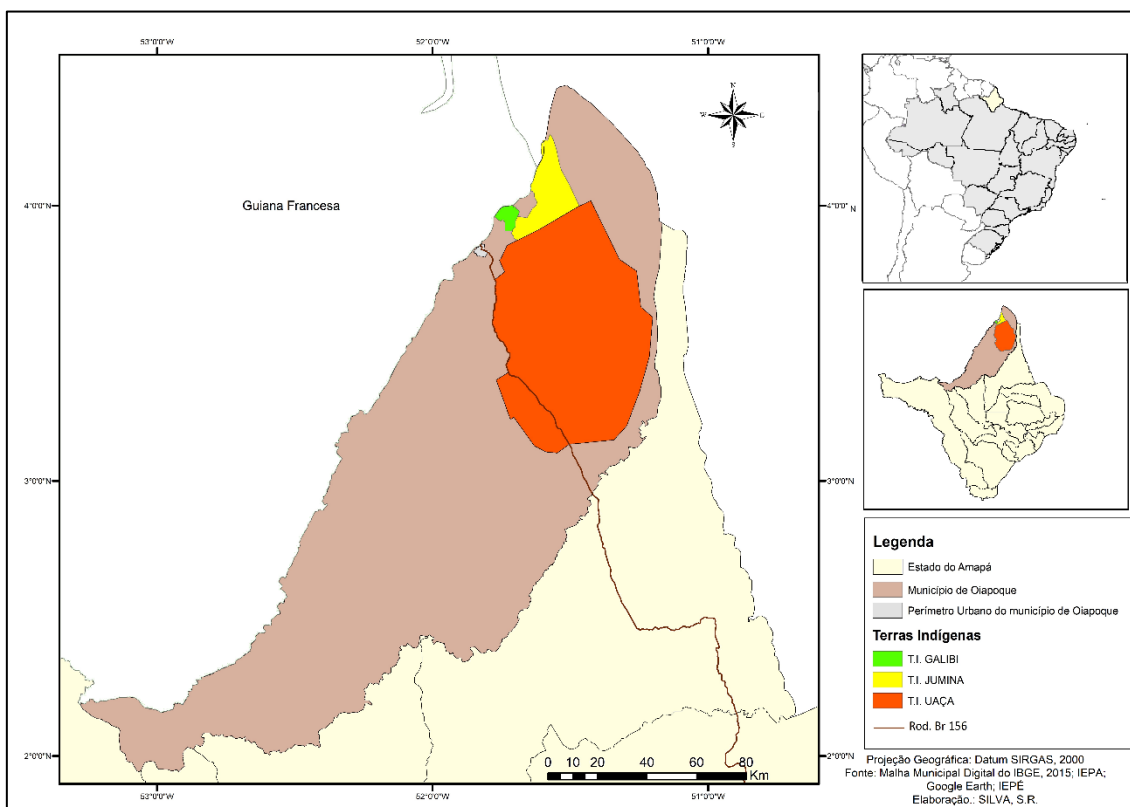 53°0'0"W
52°0'0"W
51°0'0"W
N
W
E
S
4°0'0"N
4°0'0"N
Guiana Francesa
3°0'0"N
3°0'0"N
2°0'0"N
2°0'0"N
0 10 20 40 60 80
Km
53°0'0"W
52°0'0"W
51°0'0"W
Legenda
Estado do Amapá
Município de Oiapoque
Perímetro Urbano do município de Oiapoque
Terras Indígenas
T.I. GALIBI
T.I. JUMINA
T.I. UAÇA
Rod. Br 156
Projeção Geográfica: Datum SIRGAS, 2000
Fonte: Malha Municipal Digital do IBGE, 2015; IEPA;
Google Earth; IEPÉ
Elaboração.: SILVA, S.R.